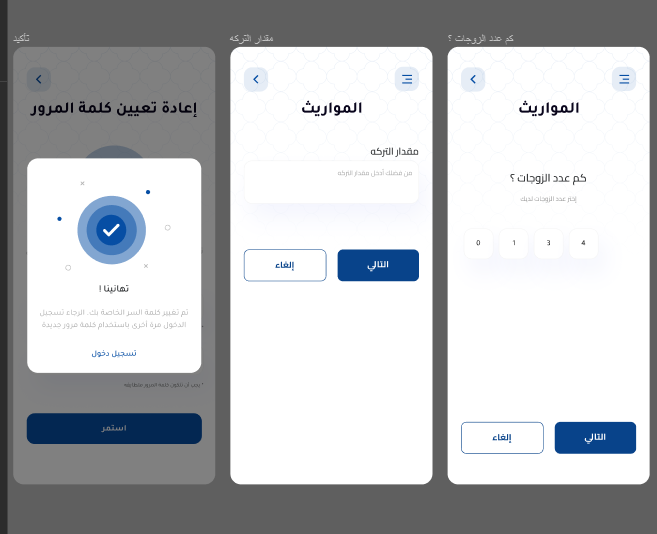 كم عدد الزوجات ؟
المواريث
كم عدد الزوجات ؟
إختر عدد الزوجات لديك
4
3
1
0
التالي
إلغاء
مقدار التركه
المواريث
مقدار التركه
من فضلك أدخل مقدار التركه
التالي
إلغاء
تأكيد
إعادة تعيين كلمة المرور
تهانينا !
تم تغيير كلمة السر الخاصة بك. الرجاء تسجيل
الدخول مرة أخرى باستخدام كلمة مرور جديدة
تسجيل دخول
* يجب أن تكون كلمة المرور متطابقة
استمر